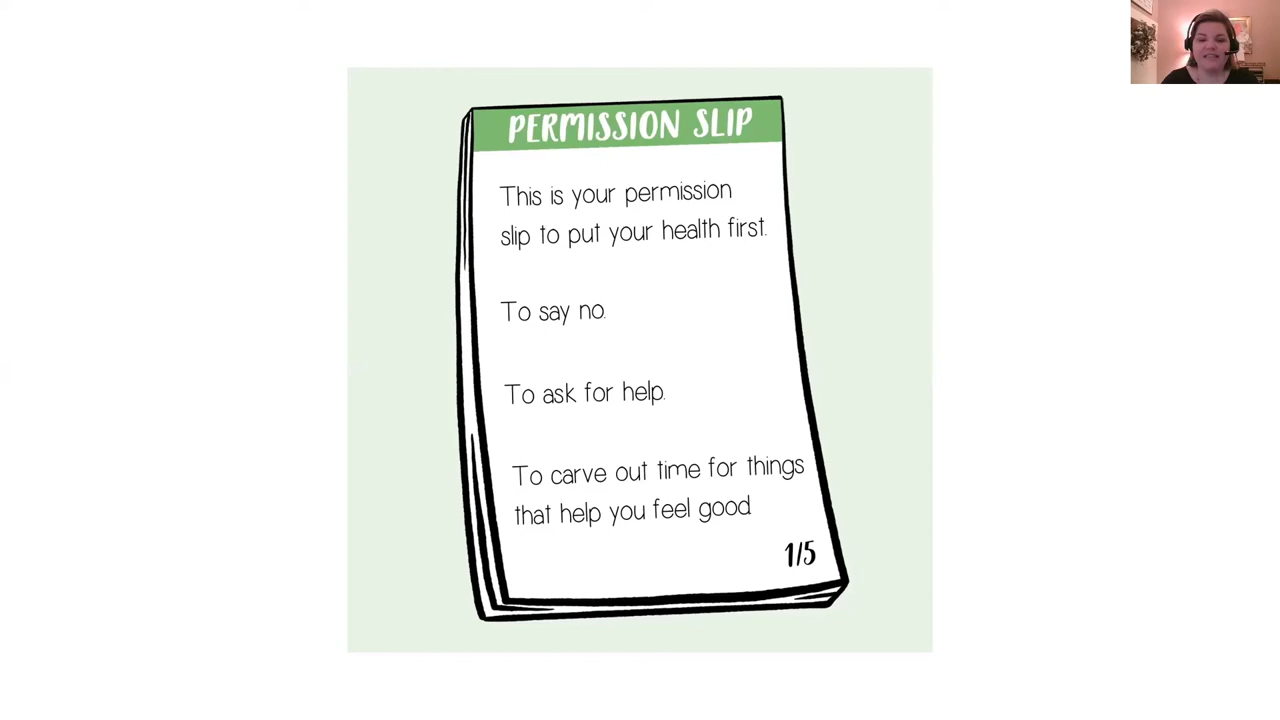 PERMISSION SLIP
This is your permission
slip to put your health first.
To say no.
To ask for help.
To carve out time for things
that help you feel good.
1/5